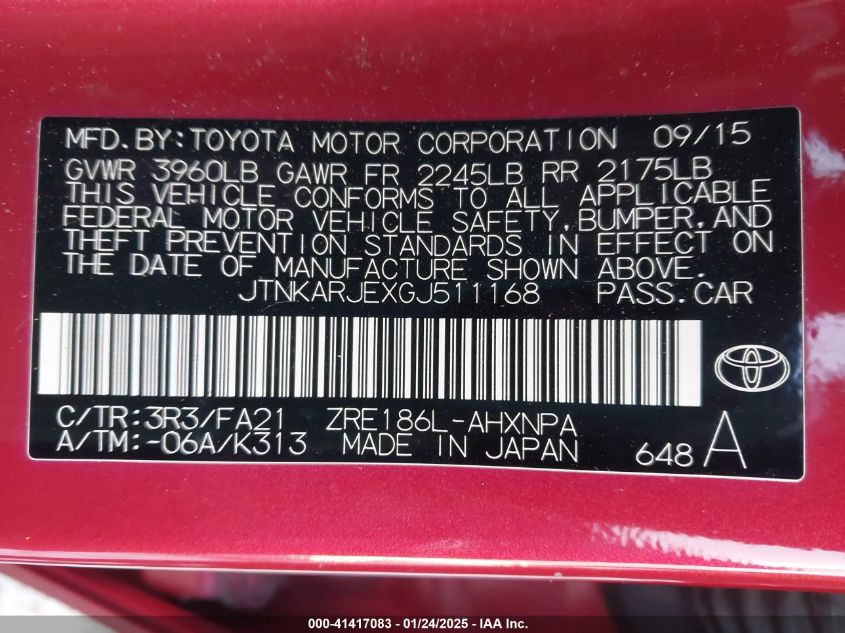 MFD.BY:TOYOTA MOTOR CORPORATION 09/15
GVWR 3960LB GAWR FR 2245LB RR 2175LB
THIS VEHICLE CONFORMS TO ALL APPLICABLE
FEDERAL MOTOR VEHICLE SAFETY,BUMPER,AND
THEFT PREVENTION STANDARDS IN EFFECT ON
THE DATE OF MANUFACTURE SHOWN ABOVE.
JTNKARJEXGJ511168 PASS.CAR
C/TR:3R3/FA21 ZRE186L-AHXNPA
A/TM:-06A/K313 MADE IN JAPAN 648 A
000-41417083 - 01/24/2025 - IAA Inc.